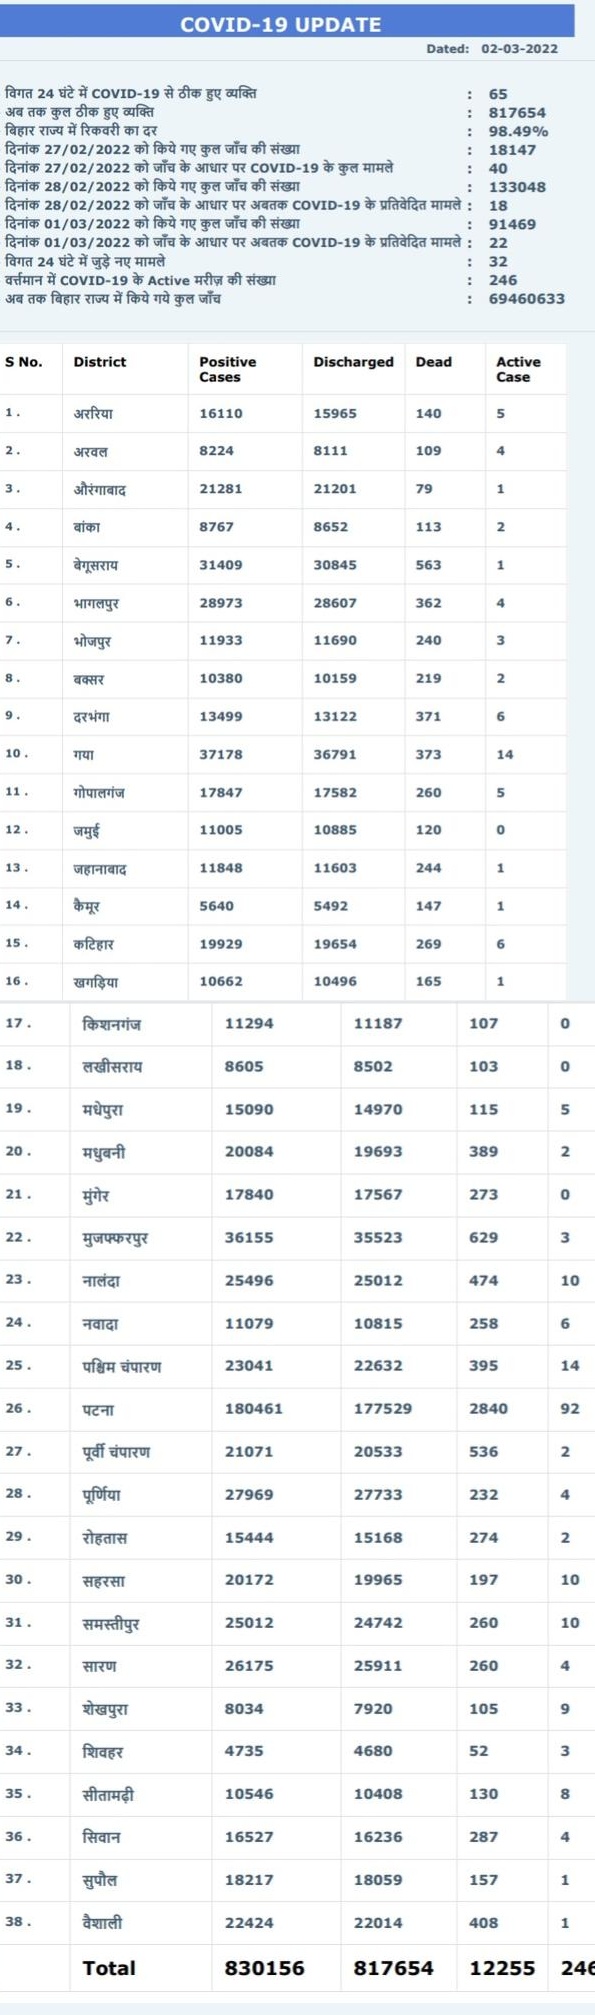 COVID-19 UPDATE
Dated: 02-03-2022
विगत 24 घंटे में COVID-19 से ठीक हुए व्यक्ति : 65
अब तक कुल ठीक हुए व्यक्ति : 817654
बिहार राज्य में रिकवरी का दर : 98.49%
दिनांक 27/02/2022 को किये गए कुल जाँच की संख्या : 18147
दिनांक 27/02/2022 को जाँच के आधार पर COVID-19 के कुल मामले : 40
दिनांक 28/02/2022 को किये गए कुल जाँच की संख्या : 133048
दिनांक 28/02/2022 को जाँच के आधार पर अबतक COVID-19 के प्रतिवेदित मामले : 18
दिनांक 01/03/2022 को किये गए कुल जाँच की संख्या : 91469
दिनांक 01/03/2022 को जाँच के आधार पर अबतक COVID-19 के प्रतिवेदित मामले : 22
विगत 24 घंटे में जुड़े नए मामले : 32
वर्त्तमान में COVID-19 के Active मरीज़ की संख्या : 246
अब तक बिहार राज्य में किये गये कुल जाँच : 69460633
S No. District Positive Cases Discharged Dead Active Case
1. अररिया 16110 15965 140 5
2. अरवल 8224 8111 109 4
3. औरंगाबाद 21281 21201 79 1
4. बांका 8767 8652 113 2
5. बेगूसराय 31409 30845 563 1
6. भागलपुर 28973 28607 362 4
7. भोजपुर 11933 11690 240 3
8. बक्सर 10380 10159 219 2
9. दरभंगा 13499 13122 371 6
10. गया 37178 36791 373 14
11. गोपालगंज 17847 17582 260 5
12. जमुई 11005 10885 120 0
13. जहानाबाद 11848 11603 244 1
14. कैमूर 5640 5492 147 1
15. कटिहार 19929 19654 269 6
16. खगड़िया 10662 10496 165 1
17. किशनगंज 11294 11187 107 0
18. लखीसराय 8605 8502 103 0
19. मधेपुरा 15090 14970 115 5
20. मधुबनी 20084 19693 389 2
21. मुंगेर 17840 17567 273 0
22. मुजफ्फरपुर 36155 35523 629 3
23. नालंदा 25496 25012 474 10
24. नवादा 11079 10815 258 6
25. पश्चिम चंपारण 23041 22632 395 14
26. पटना 180461 177529 2840 92
27. पूर्वी चंपारण 21071 20533 536 2
28. पूर्णिया 27969 27733 232 4
29. रोहतास 15444 15168 274 2
30. सहरसा 20172 19965 197 10
31. समस्तीपुर 25012 24742 260 10
32. सारण 26175 25911 260 4
33. शेखपुरा 8034 7920 105 9
34. शिवहर 4735 4680 52 3
35. सीतामढ़ी 10546 10408 130 8
36. सिवान 16527 16236 287 4
37. सुपौल 18217 18059 157 1
38. वैशाली 22424 22014 408 1
Total 830156 817654 12255 246